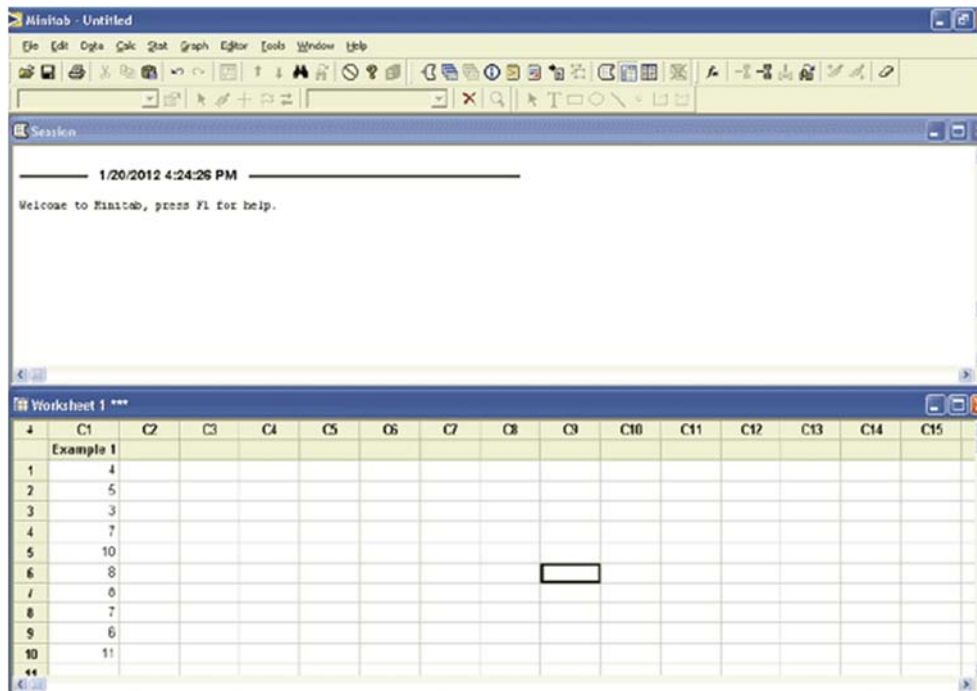 Minitab - Untitled
File Edit Data Calc Stat Graph Editor Tools Window Help
Session
1/20/2012 4:24:26 PM
Welcome to Minitab, press F1 for help.
Worksheet 1 ***
C1 C2 C3 C4 C5 C6 C7 C8 C9 C10 C11 C12 C13 C14 C15
Example 1
1 4
2 5
3 3
4 7
5 10
6 8
7
8 7
9 6
10 11
11